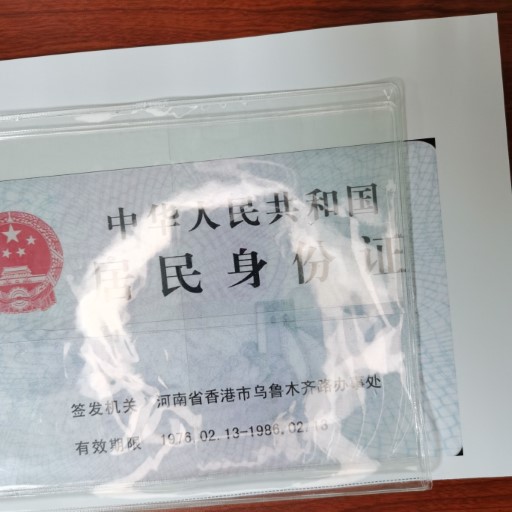 中华人民共和国
居民身份证
签发机关 河南省香港市乌鲁木齐路办事处
有效期限 1976.02.13-1986.02.13